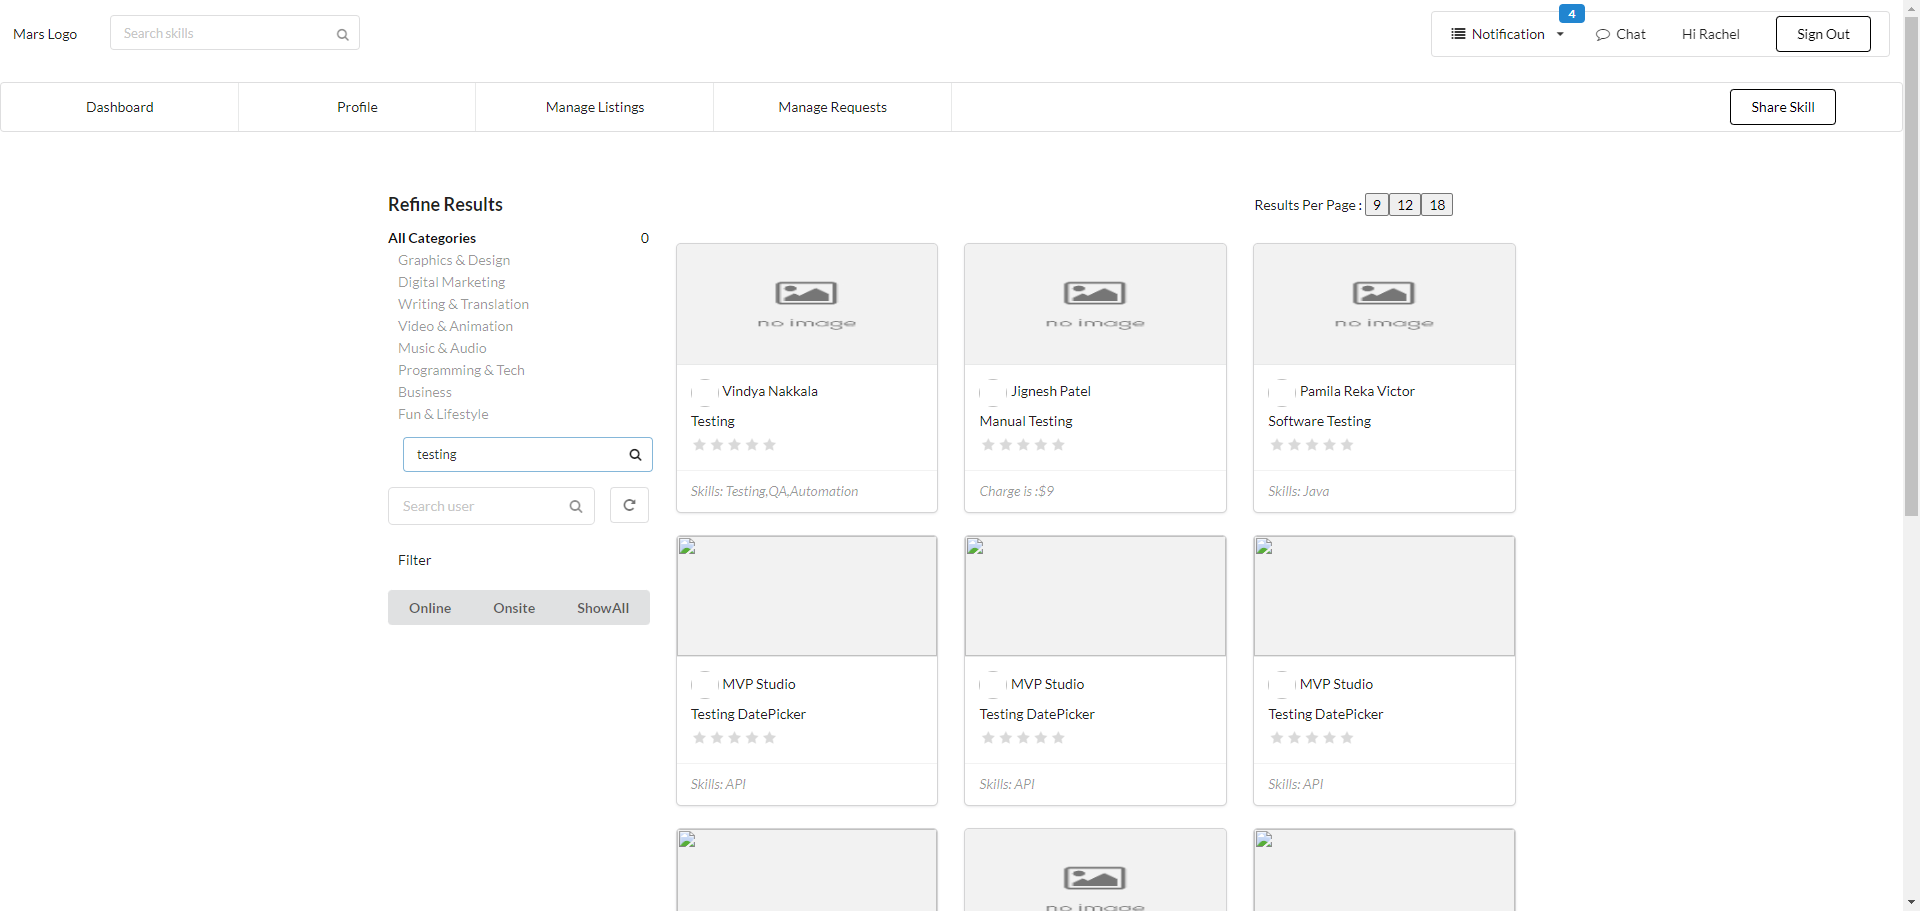 Mars Logo
Search skills
4
Notification
Chat
Hi Rachel
Sign Out
Dashboard
Profile
Manage Listings
Manage Requests
Share Skill
Refine Results
All Categories 0
Graphics & Design
Digital Marketing
Writing & Translation
Video & Animation
Music & Audio
Programming & Tech
Business
Fun & Lifestyle
testing
Search user
Filter
Online Onsite ShowAll
Results Per Page : 9 12 18
no image
Vindya Nakkala
Testing
Skills: Testing,QA,Automation
no image
Jignesh Patel
Manual Testing
Charge is :$9
no image
Pamila Reka Victor
Software Testing
Skills: Java
MVP Studio
Testing DatePicker
Skills: API
MVP Studio
Testing DatePicker
Skills: API
MVP Studio
Testing DatePicker
Skills: API
no image